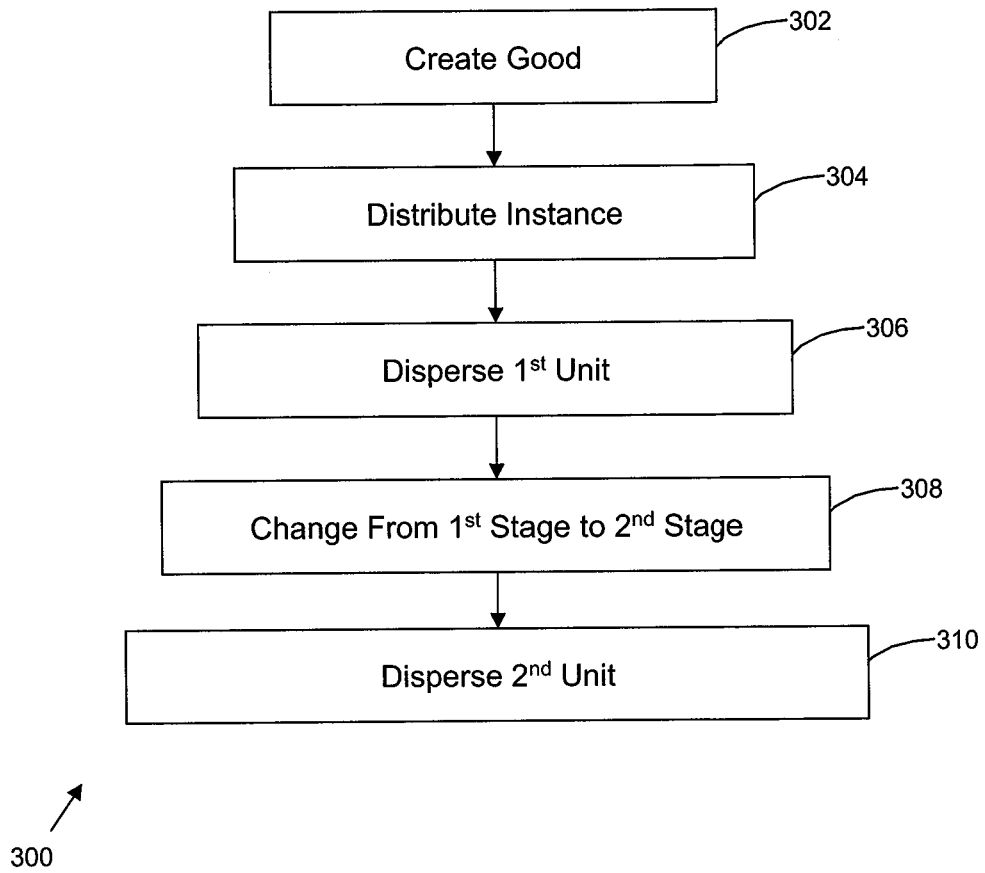 302
Create Good
304
Distribute Instance
306
Disperse 1st Unit
308
Change From 1st Stage to 2nd Stage
310
Disperse 2nd Unit
300